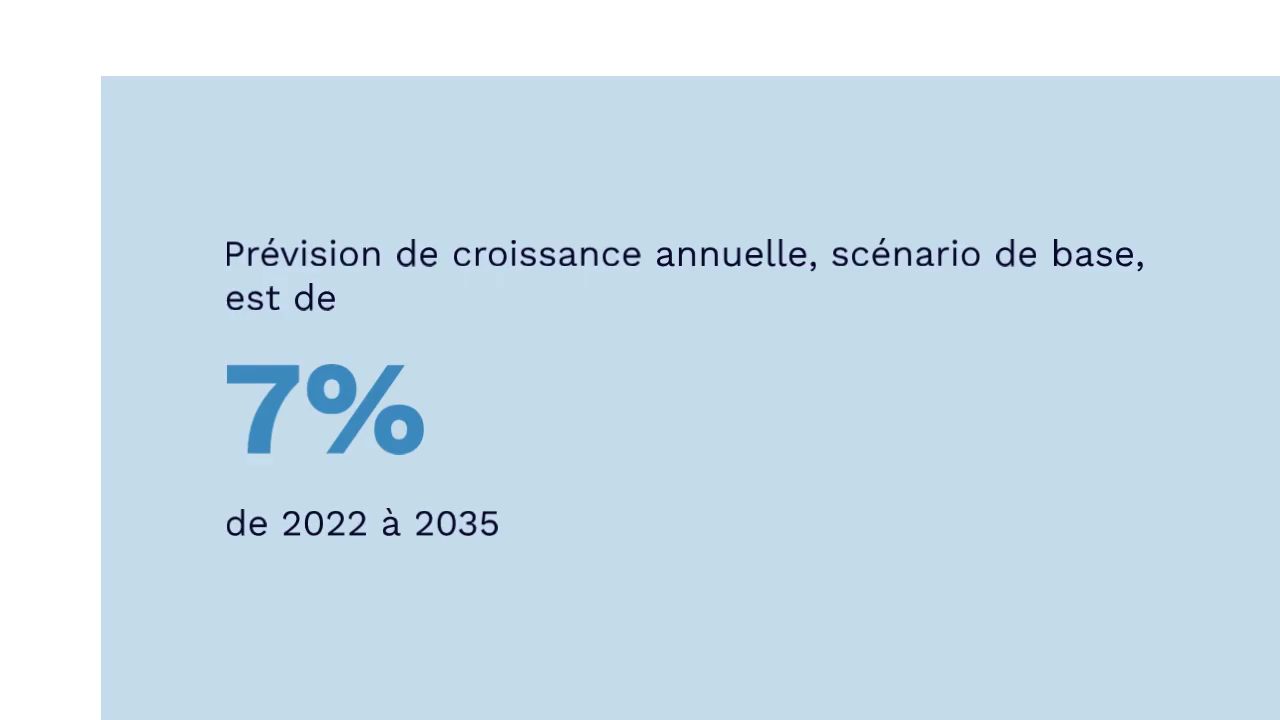 Prévision de croissance annuelle, scénario de base,
est de
7%
de 2022 à 2035